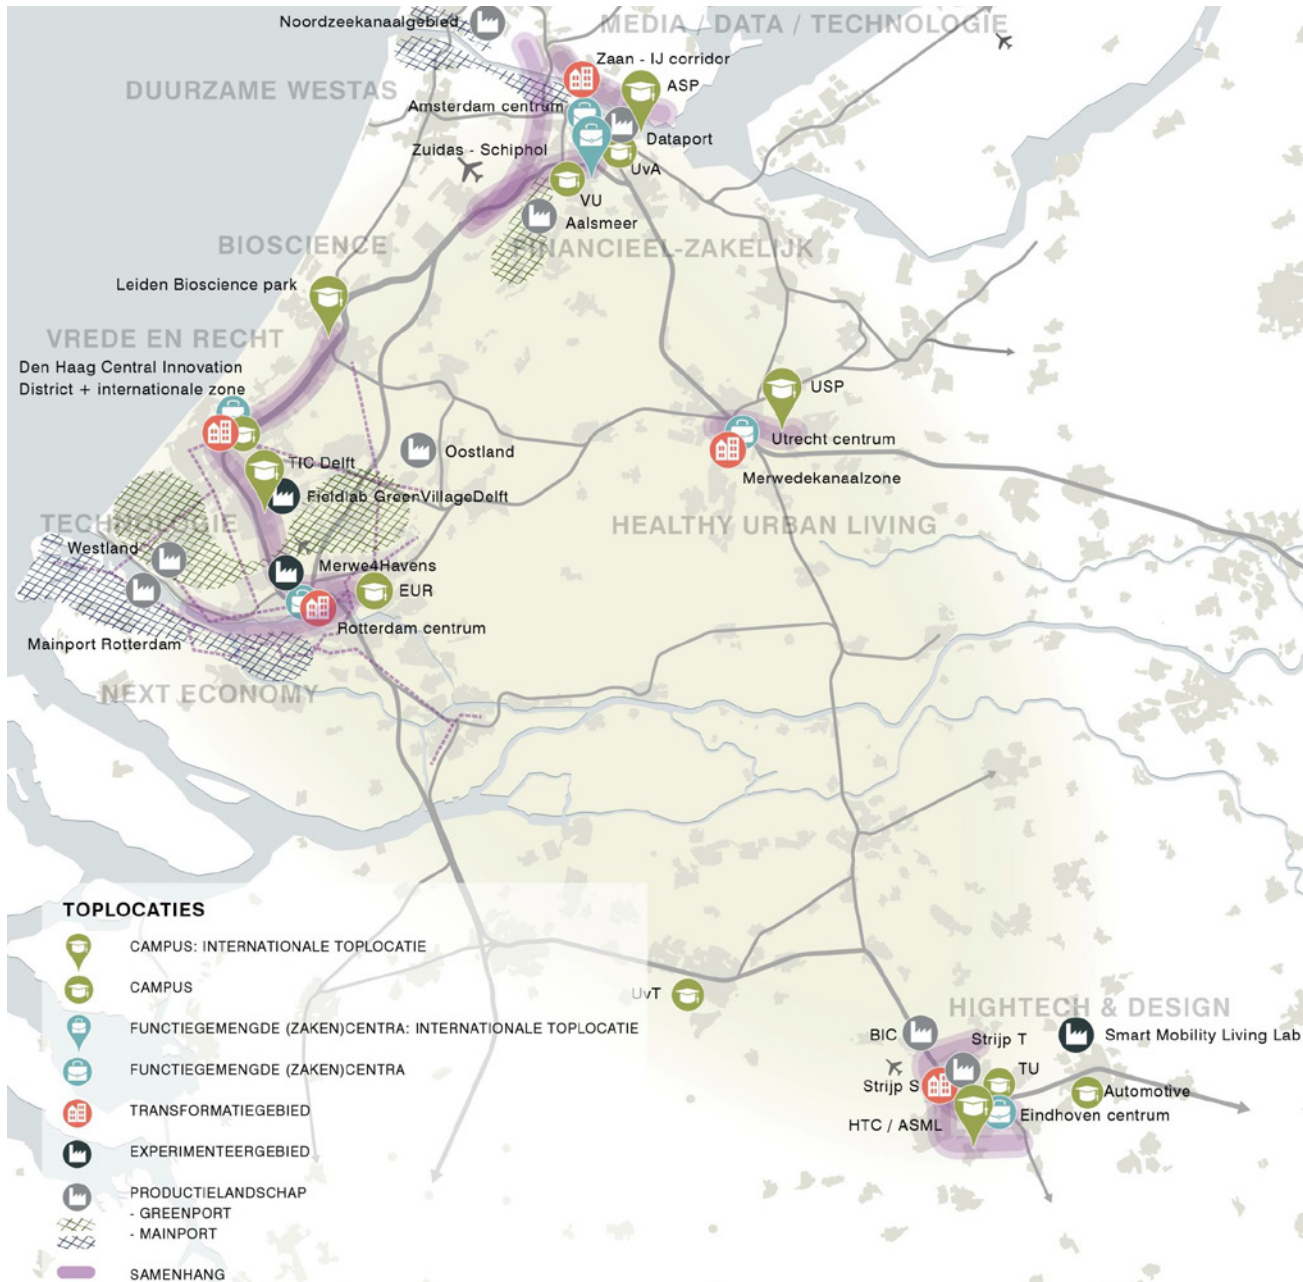 Noordzeekanaalgebied
MEDIA / DATA / TECHNOLOGIE
Zaan - IJ corridor
DUURZAME WESTAS
ASP
Amsterdam centrum
Dataport
Zuidas - Schiphol
UvA
VU
Aalsmeer
BIOSCIENCE
FINANCIEEL-ZAKELIJK
Leiden Bioscience park
VREDE EN RECHT
Den Haag Central Innovation
District + internationale zone
USP
Utrecht centrum
Oostland
TIC Delft
Merwedekanaalzone
Fieldlab GreenVillageDelft
TECHNOLOGIE
HEALTHY URBAN LIVING
Westland
Merwe4Havens
EUR
Rotterdam centrum
Mainport Rotterdam
NEXT ECONOMY
TOPLOCATIES
CAMPUS: INTERNATIONALE TOPLOCATIE
CAMPUS
FUNCTIEGEMENGDE (ZAKEN)CENTRA: INTERNATIONALE TOPLOCATIE
FUNCTIEGEMENGDE (ZAKEN)CENTRA
TRANSFORMATIEGEBIED
EXPERIMENTEERGEBIED
PRODUCTIELANDSCHAP
- GREENPORT
- MAINPORT
SAMENHANG
UvT
HIGHTECH & DESIGN
BIC
Strijp T
Smart Mobility Living Lab
TU
Strijp S
Automotive
HTC / ASML
Eindhoven centrum